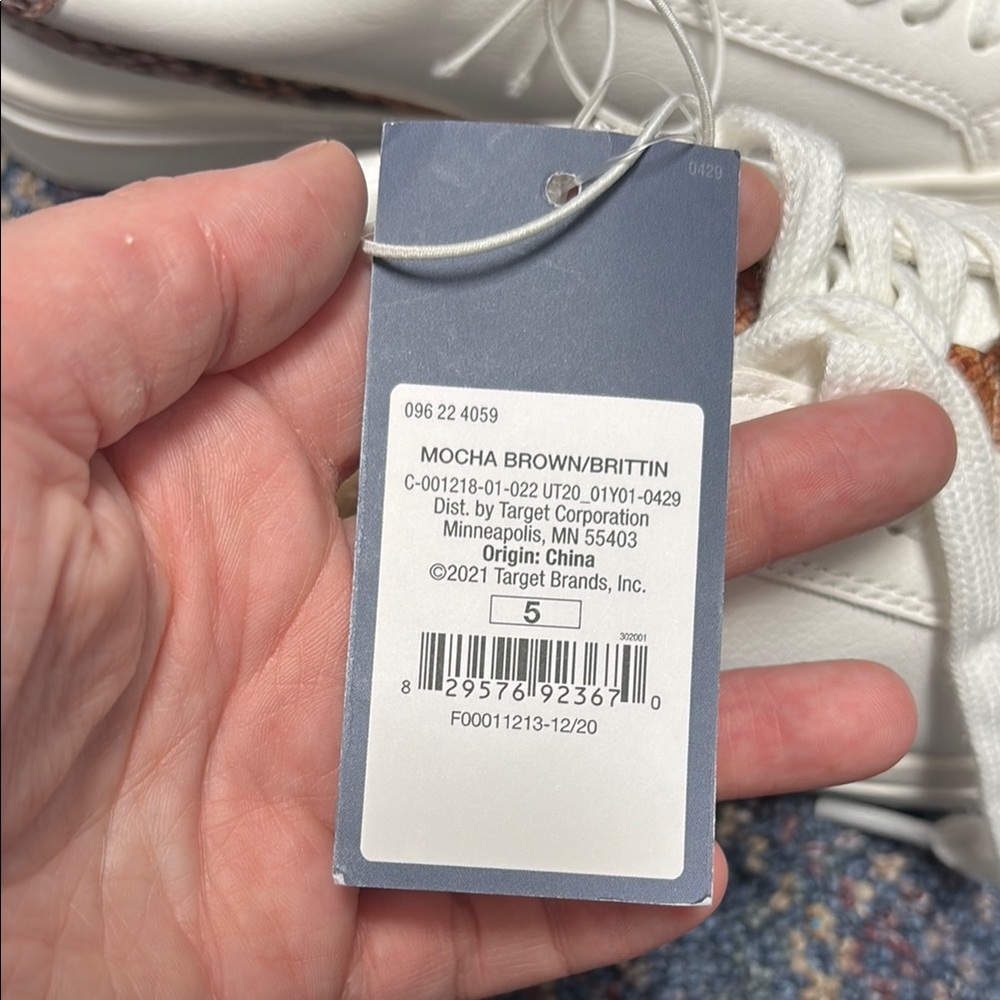 0429
096 22 4059
MOCHA BROWN/BRITTIN
C-001218-01-022 UT20_01Y01-0429
Dist. by Target Corporation
Minneapolis, MN 55403
Origin: China
©2021 Target Brands, Inc.
5
302001
8 29576 92367 0
F00011213-12/20